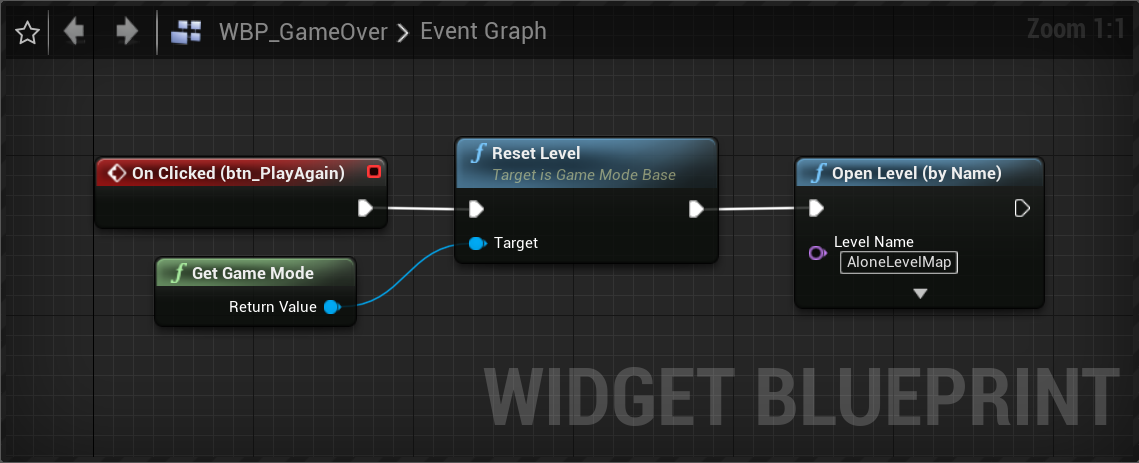 WBP_GameOver > Event Graph
Zoom 1:1
On Clicked (btn_PlayAgain)
Reset Level
Target is Game Mode Base
Target
Open Level (by Name)
Level Name
AloneLevelMap
Get Game Mode
Return Value
WIDGET BLUEPRINT